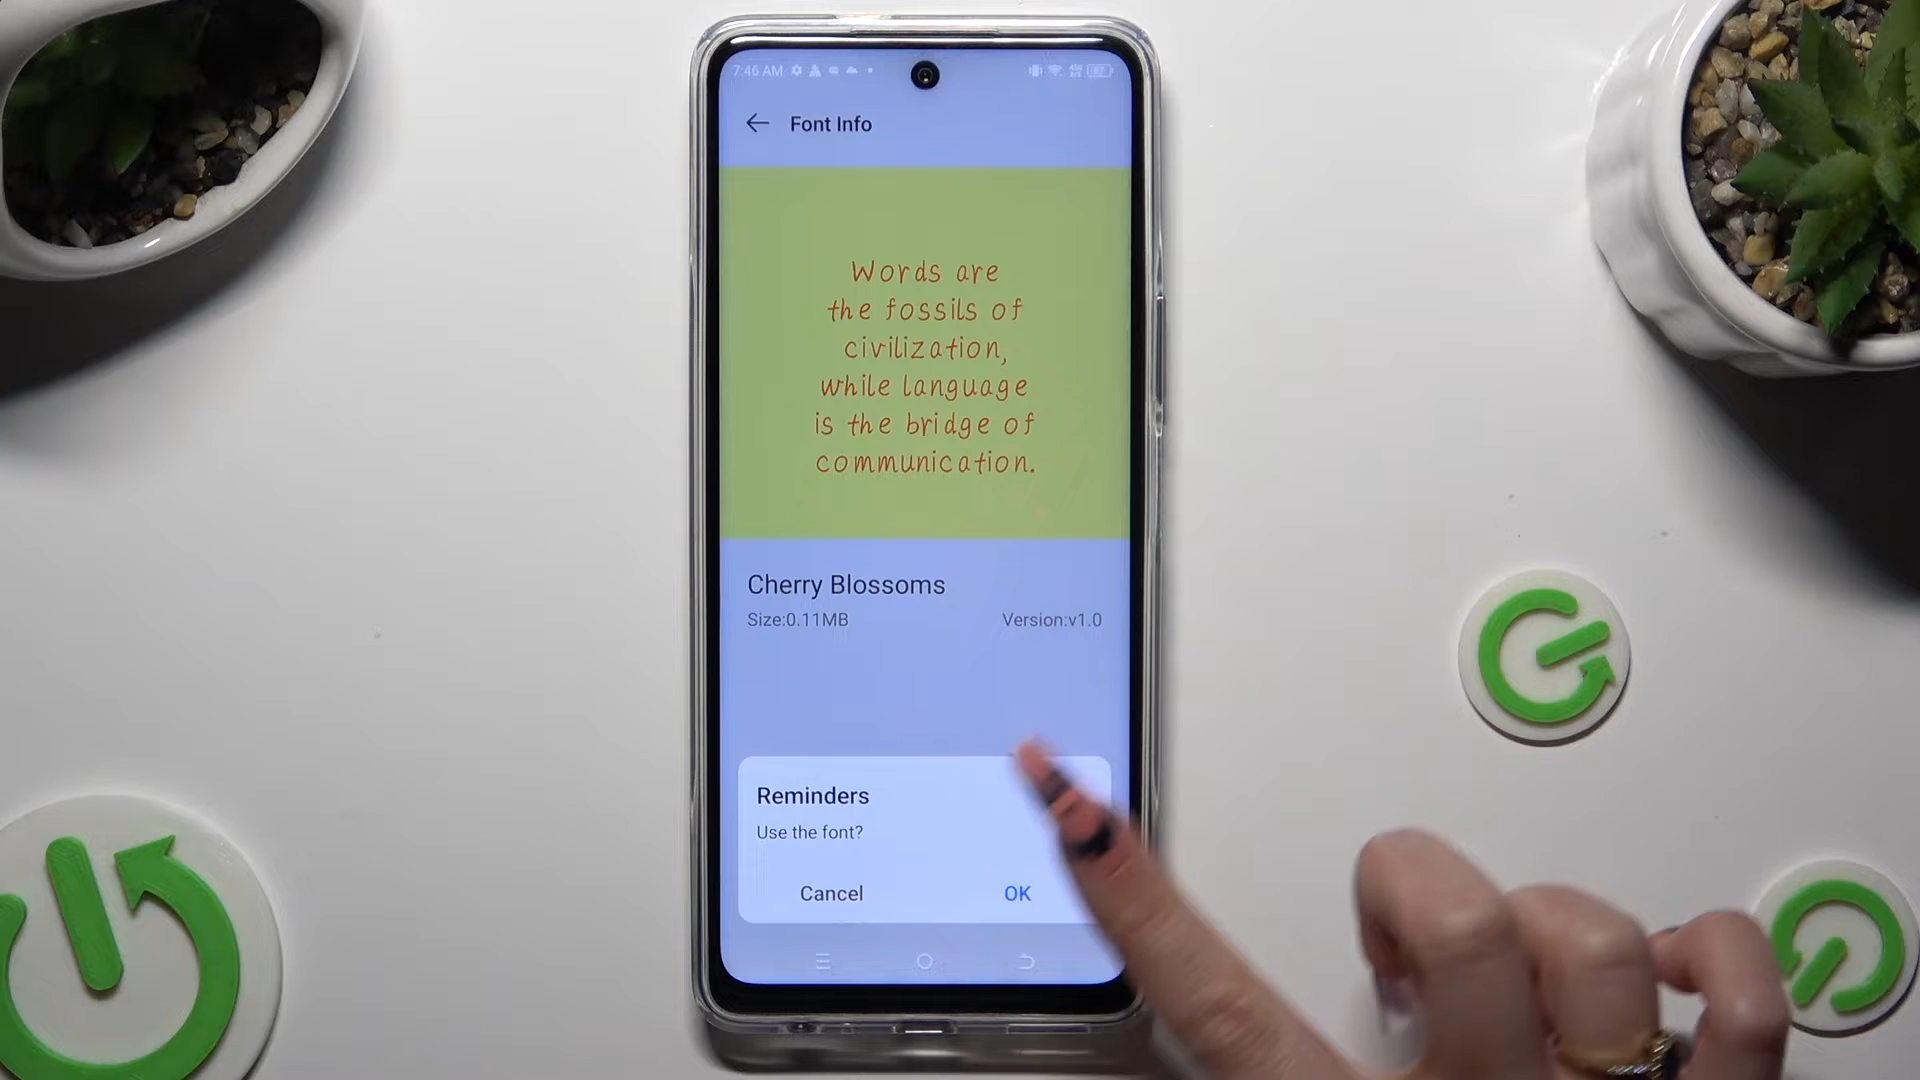 7:46 AM
Font Info
Words are
the fossils of
civilization,
while language
is the bridge of
communication.
Cherry Blossoms
Size:0.11MB
Version:v1.0
Reminders
Use the font?
Cancel
OK